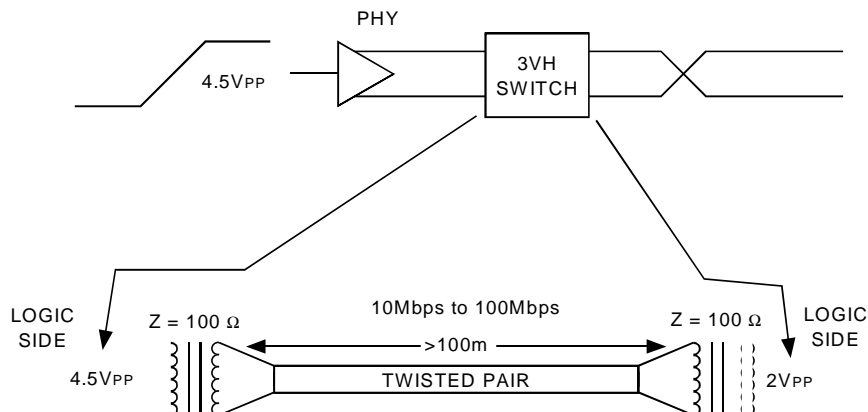 PHY
4.5VPP
3VH
SWITCH
10Mbps to 100Mbps
LOGIC
SIDE
Z = 100 Ω
>100m
Z = 100 Ω
LOGIC
SIDE
4.5VPP
TWISTED PAIR
2VPP